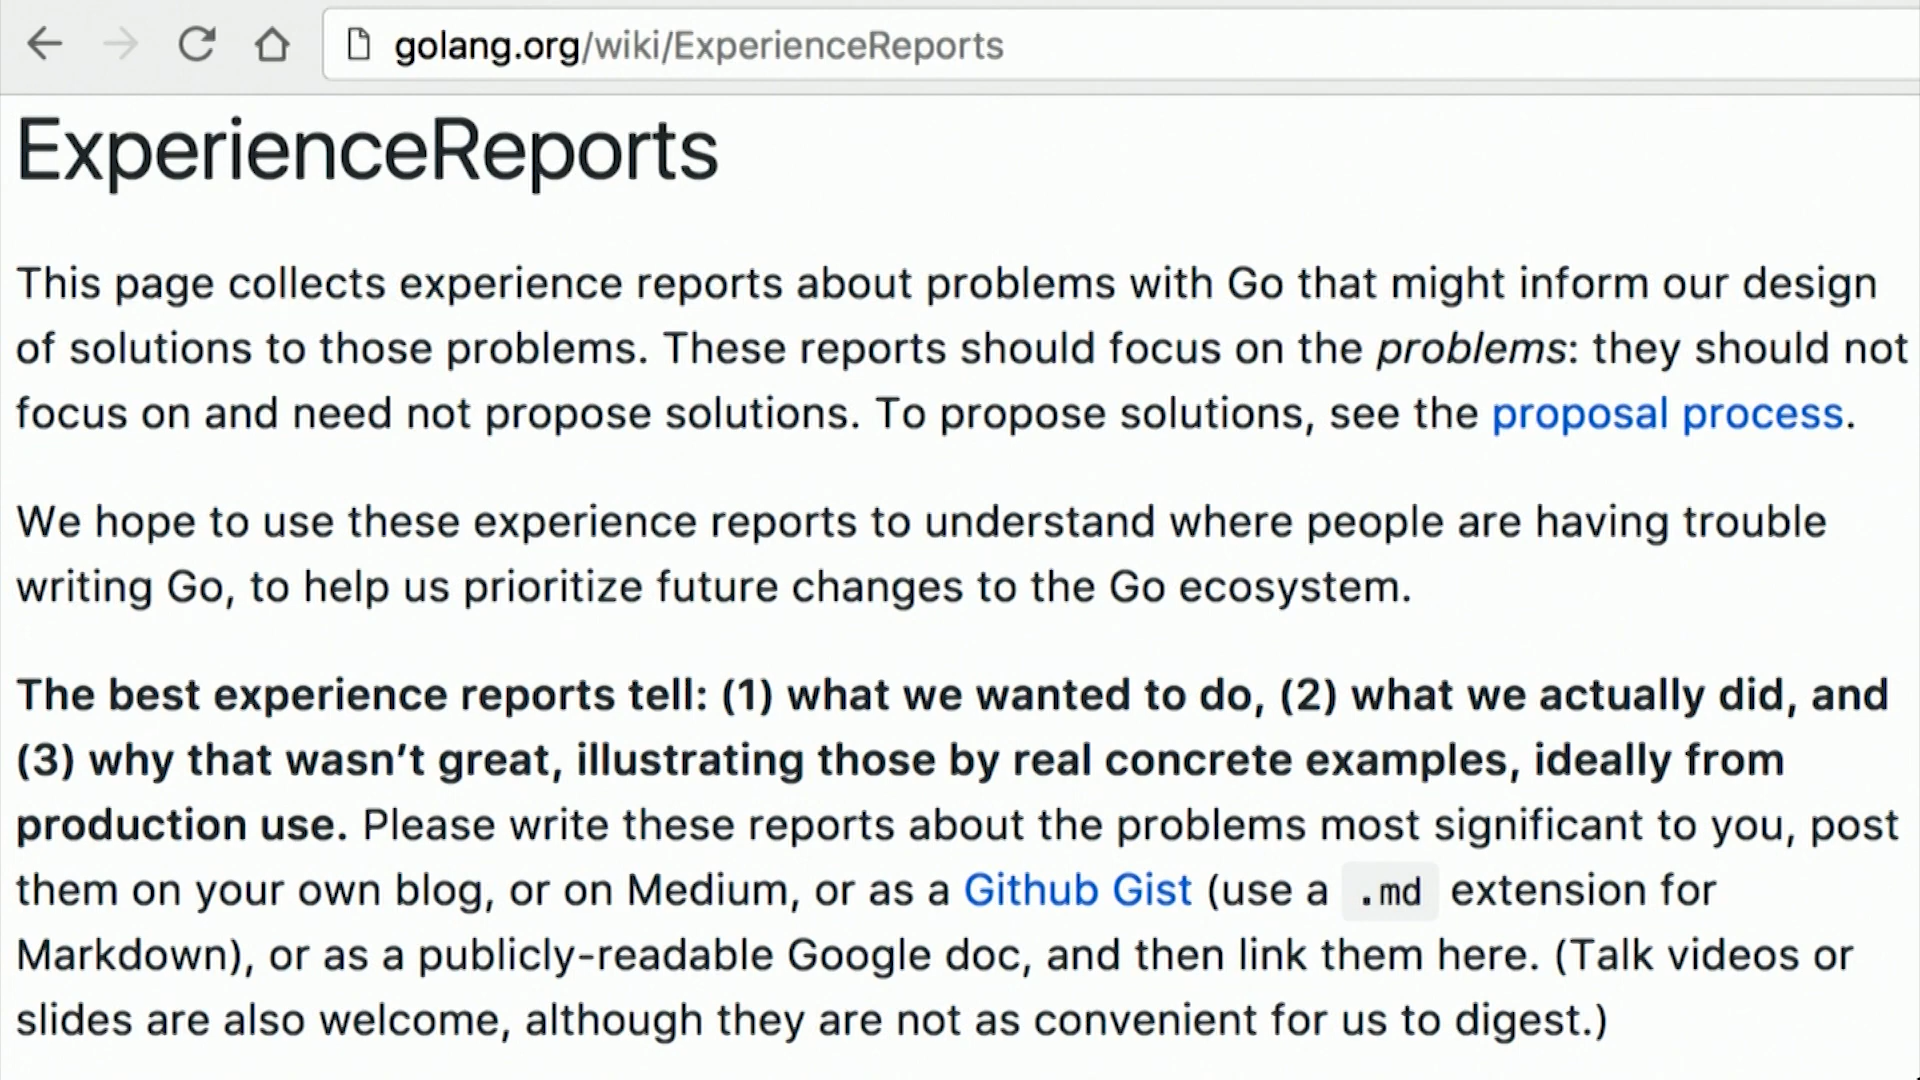 golang.org/wiki/ExperienceReports
ExperienceReports
This page collects experience reports about problems with Go that might inform our design
of solutions to those problems. These reports should focus on the problems: they should not
focus on and need not propose solutions. To propose solutions, see the proposal process.
We hope to use these experience reports to understand where people are having trouble
writing Go, to help us prioritize future changes to the Go ecosystem.
The best experience reports tell: (1) what we wanted to do, (2) what we actually did, and
(3) why that wasn’t great, illustrating those by real concrete examples, ideally from
production use. Please write these reports about the problems most significant to you, post
them on your own blog, or on Medium, or as a Github Gist (use a .md extension for
Markdown), or as a publicly-readable Google doc, and then link them here. (Talk videos or
slides are also welcome, although they are not as convenient for us to digest.)